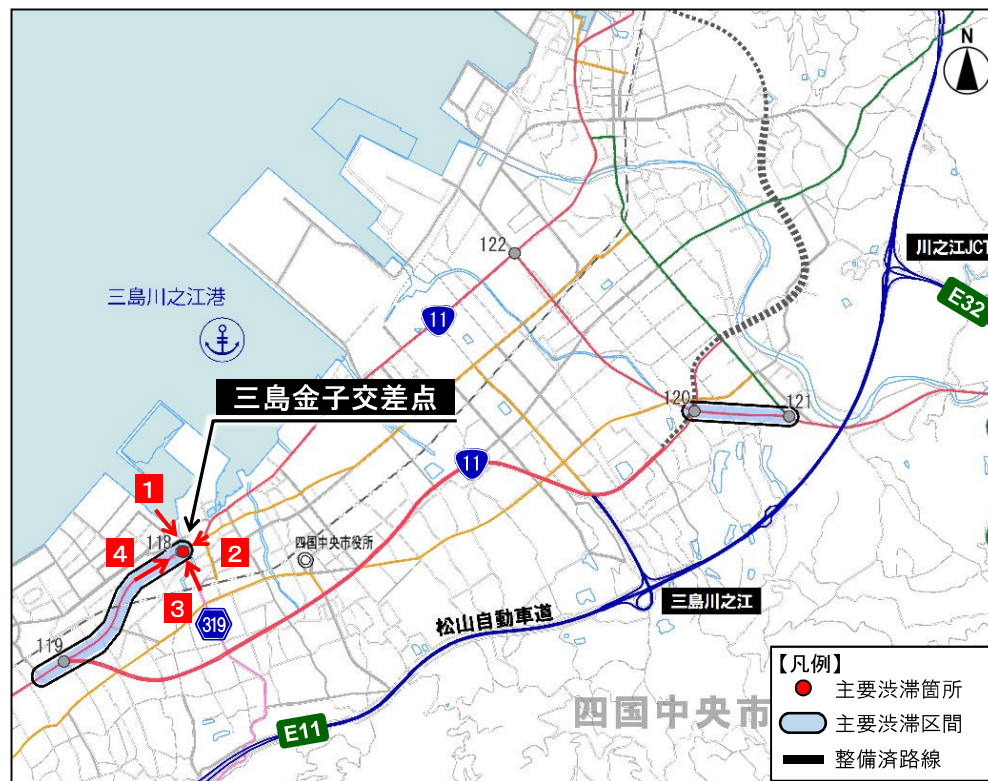 N
122
川之江JCT
三島川之江港
11
E32
三島金子交差点
120
121
11
1
118
2
四国中央市役所
4
3
三島川之江
319
松山自動車道
119
【凡例】
主要渋滞箇所
四国中央市
主要渋滞区間
E11
整備済路線